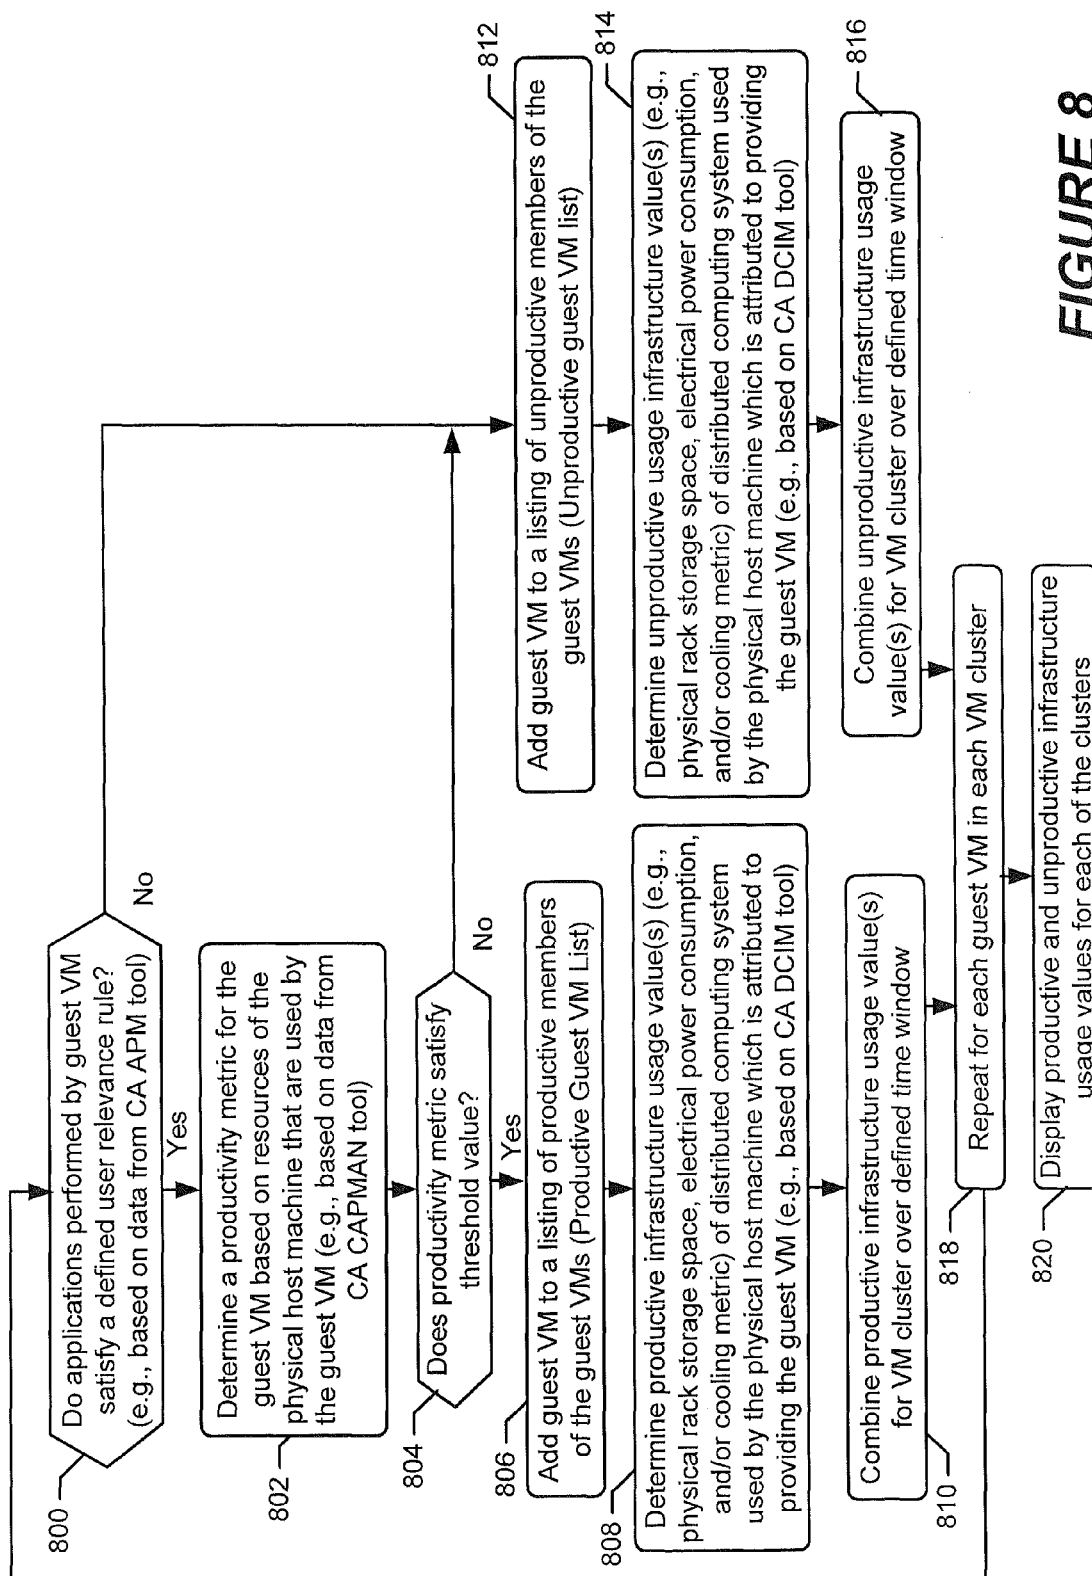 800
Do applications performed by guest VM
satisfy a defined user relevance rule?
(e.g., based on data from CA APM tool)
No
Yes
802
Determine a productivity metric for the
guest VM based on resources of the
physical host machine that are used by
the guest VM (e.g., based on data from
CA CAPMAN tool)
804
Does productivity metric satisfy
threshold value?
No
Yes
806
Add guest VM to a listing of productive members
of the guest VMs (Productive Guest VM List)
808
Determine productive infrastructure usage value(s) (e.g.,
physical rack storage space, electrical power consumption,
and/or cooling metric) of distributed computing system
used by the physical host machine which is attributed to
providing the guest VM (e.g., based on CA DCIM tool)
810
Combine productive infrastructure usage value(s)
for VM cluster over defined time window
812
Add guest VM to a listing of unproductive members of the
guest VMs (Unproductive guest VM list)
814
Determine unproductive usage infrastructure value(s) (e.g.,
physical rack storage space, electrical power consumption,
and/or cooling metric) of distributed computing system used
by the physical host machine which is attributed to providing
the guest VM (e.g., based on CA DCIM tool)
816
Combine unproductive infrastructure usage
value(s) for VM cluster over defined time window
818
Repeat for each guest VM in each VM cluster
820
Display productive and unproductive infrastructure
usage values for each of the clusters
FIGURE 8